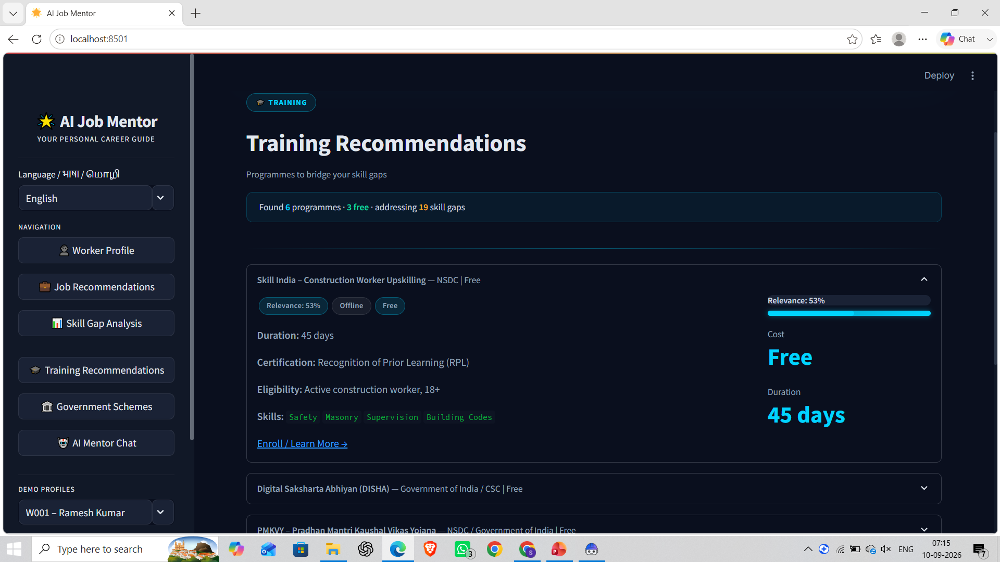 AI Job Mentor
localhost:8501
Chat
Deploy
AI Job Mentor
YOUR PERSONAL CAREER GUIDE
Language / भाषा / மொழி
English
NAVIGATION
Worker Profile
Job Recommendations
Skill Gap Analysis
Training Recommendations
Government Schemes
AI Mentor Chat
DEMO PROFILES
W001 – Ramesh Kumar
TRAINING
Training Recommendations
Programmes to bridge your skill gaps
Found 6 programmes · 3 free · addressing 19 skill gaps
Skill India – Construction Worker Upskilling — NSDC | Free
Relevance: 53% Offline Free
Duration: 45 days
Certification: Recognition of Prior Learning (RPL)
Eligibility: Active construction worker, 18+
Skills: Safety Masonry Supervision Building Codes
Enroll / Learn More →
Relevance: 53%
Cost
Free
Duration
45 days
Digital Saksharta Abhiyan (DISHA) — Government of India / CSC | Free
PMKVY – Pradhan Mantri Kaushal Vikas Yojana — NSDC / Government of India | Free
Type here to search
3
S
P
ENG
07:15
10-09-2026
7